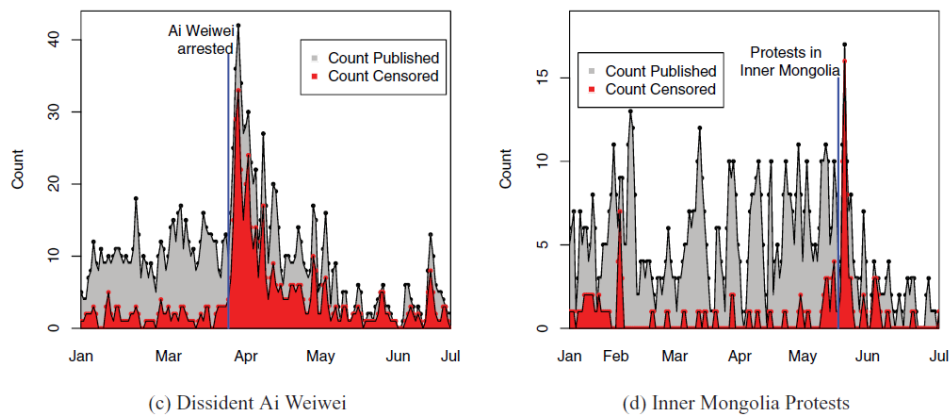 Ai Weiwei
arrested
Count Published
Count Censored
Count
0
10
20
30
40
Jan
Mar
Apr
May
Jun
Jul
(c) Dissident Ai Weiwei
Protests in
Inner Mongolia
Count Published
Count Censored
Count
0
5
10
15
Jan
Feb
Mar
Apr
May
Jun
Jul
(d) Inner Mongolia Protests